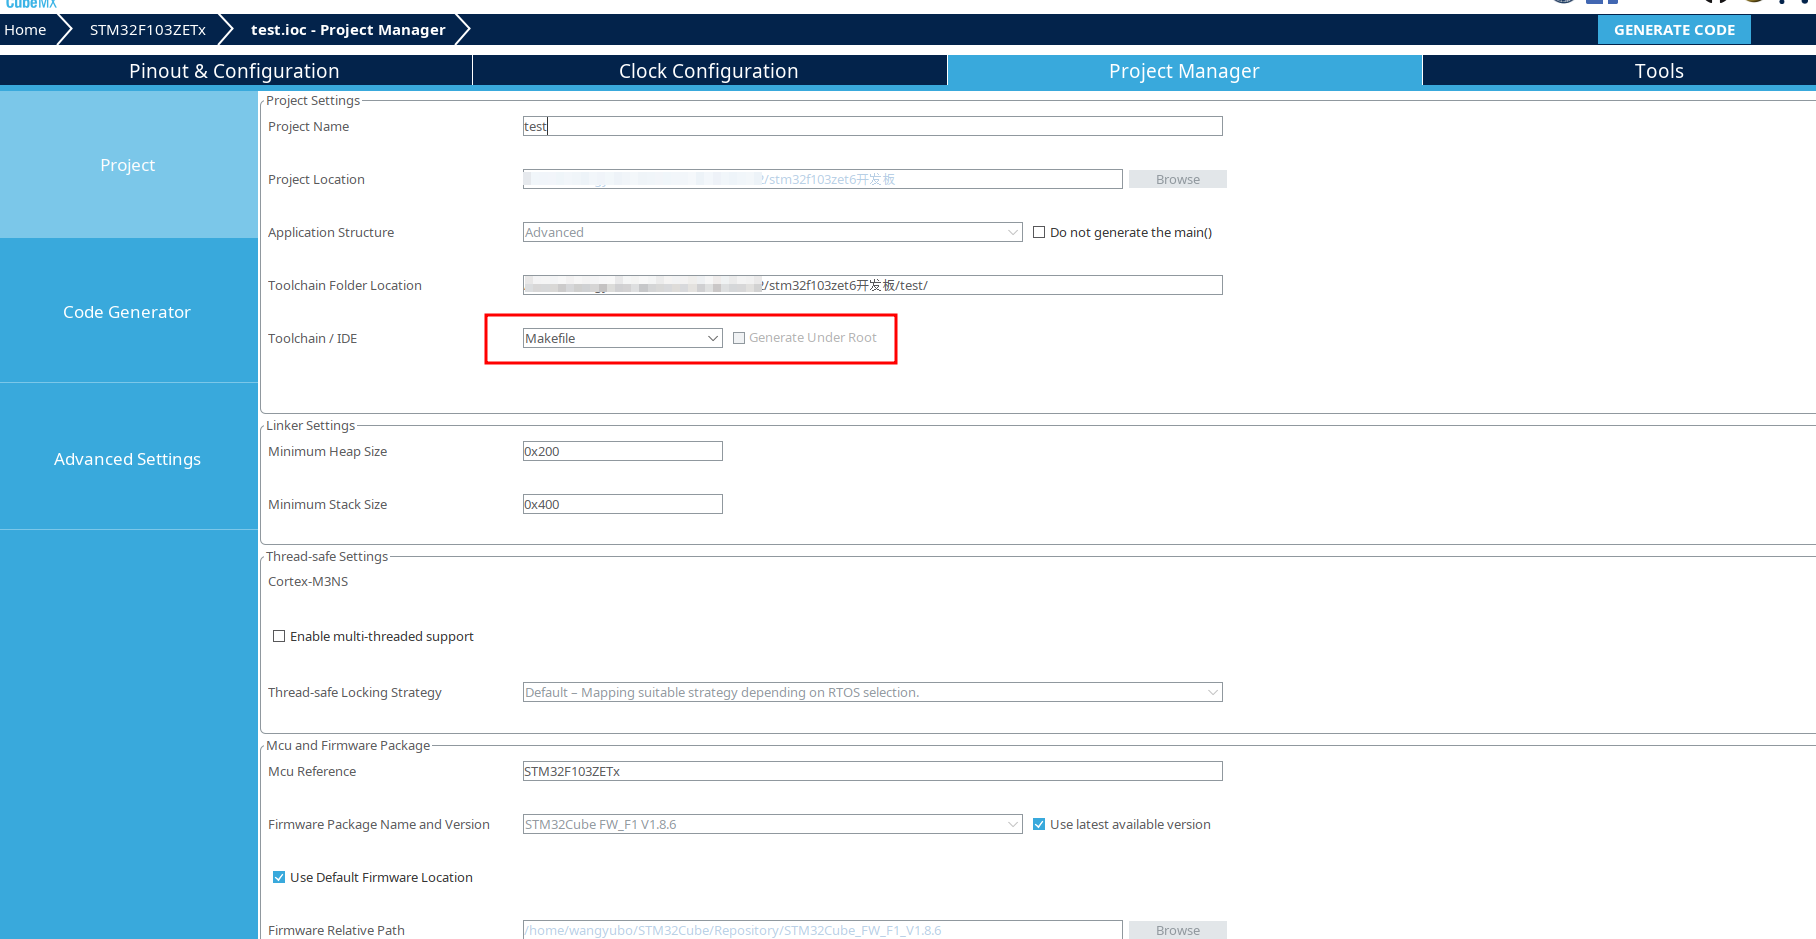 CubeMX
Home STM32F103ZETx test.ioc - Project Manager GENERATE CODE
Pinout & Configuration Clock Configuration Project Manager Tools
Project
Code Generator
Advanced Settings
Project Settings
Project Name test
Project Location 2/stm32f103zet6开发板 Browse
Application Structure Advanced Do not generate the main()
Toolchain Folder Location 2/stm32f103zet6开发板/test/
Toolchain / IDE Makefile Generate Under Root
Linker Settings
Minimum Heap Size 0x200
Minimum Stack Size 0x400
Thread-safe Settings
Cortex-M3NS
Enable multi-threaded support
Thread-safe Locking Strategy Default – Mapping suitable strategy depending on RTOS selection.
Mcu and Firmware Package
Mcu Reference STM32F103ZETx
Firmware Package Name and Version STM32Cube FW_F1 V1.8.6 Use latest available version
Use Default Firmware Location
Firmware Relative Path /home/wangyubo/STM32Cube/Repository/STM32Cube_FW_F1_V1.8.6 Browse